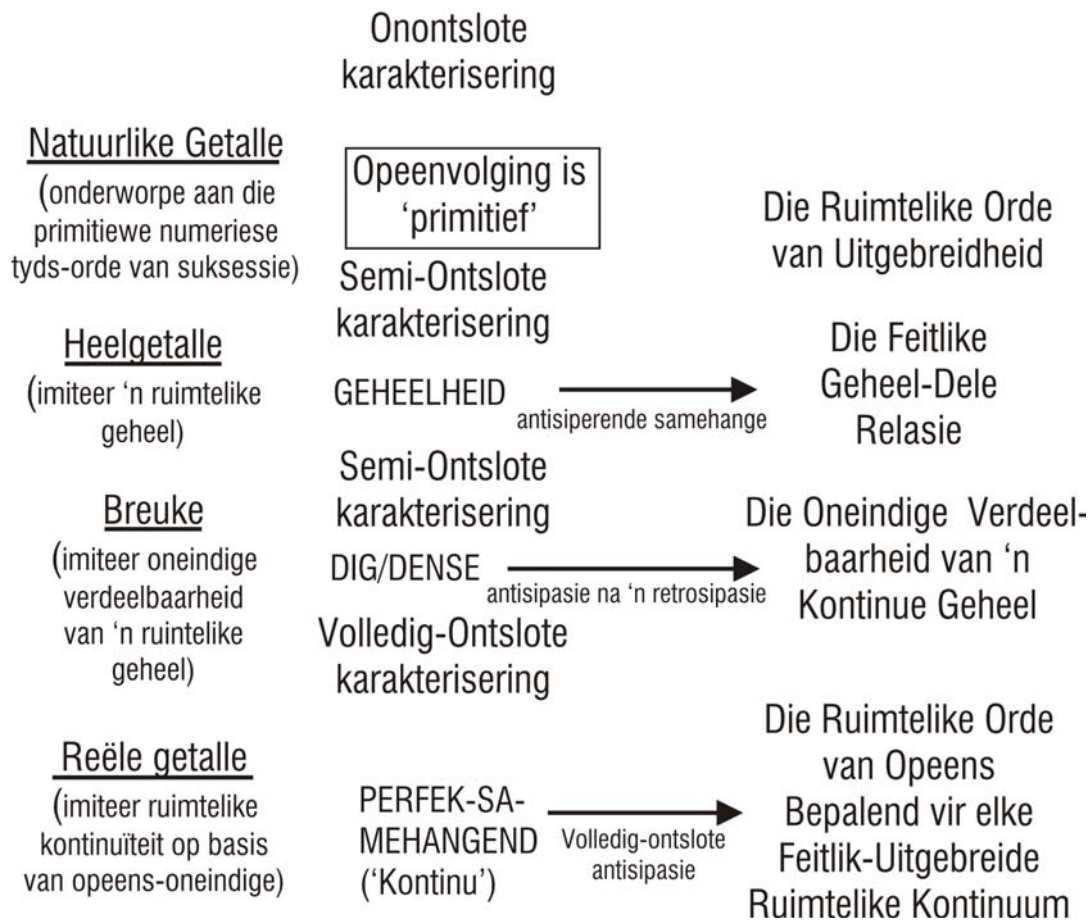 Onontslote
karakterisering
Natuurlike Getalle
(onderworpe aan die
primitiewe numeriese
tyds-orde van suksessie)
Opeenvolging is
‘primitief’
Die Ruimtelike Orde
van Uitgebreidheid
Semi-Ontslote
karakterisering
Heelgetalle
(imiteer ‘n ruimtelike
geheel)
GEHEELHEID
antisiperende samehange
Die Feitlike
Geheel-Dele
Relasie
Semi-Ontslote
karakterisering
Breuke
(imiteer oneindige
verdeelbaarheid
van ‘n ruintelike
geheel)
DIG/DENSE
antisipasie na ‘n retrosipasie
Die Oneindige Verdeel-
baarheid van ‘n
Kontinue Geheel
Volledig-Ontslote
karakterisering
Reële getalle
(imiteer ruimtelike
kontinuïteit op basis
van opeens-oneindige)
PERFEK-SA-
MEHANGEND
(‘Kontinu’)
Volledig-ontslote
antisipasie
Die Ruimtelike Orde
van Opeens
Bepalend vir elke
Feitlik-Uitgebreide
Ruimtelike Kontinuum